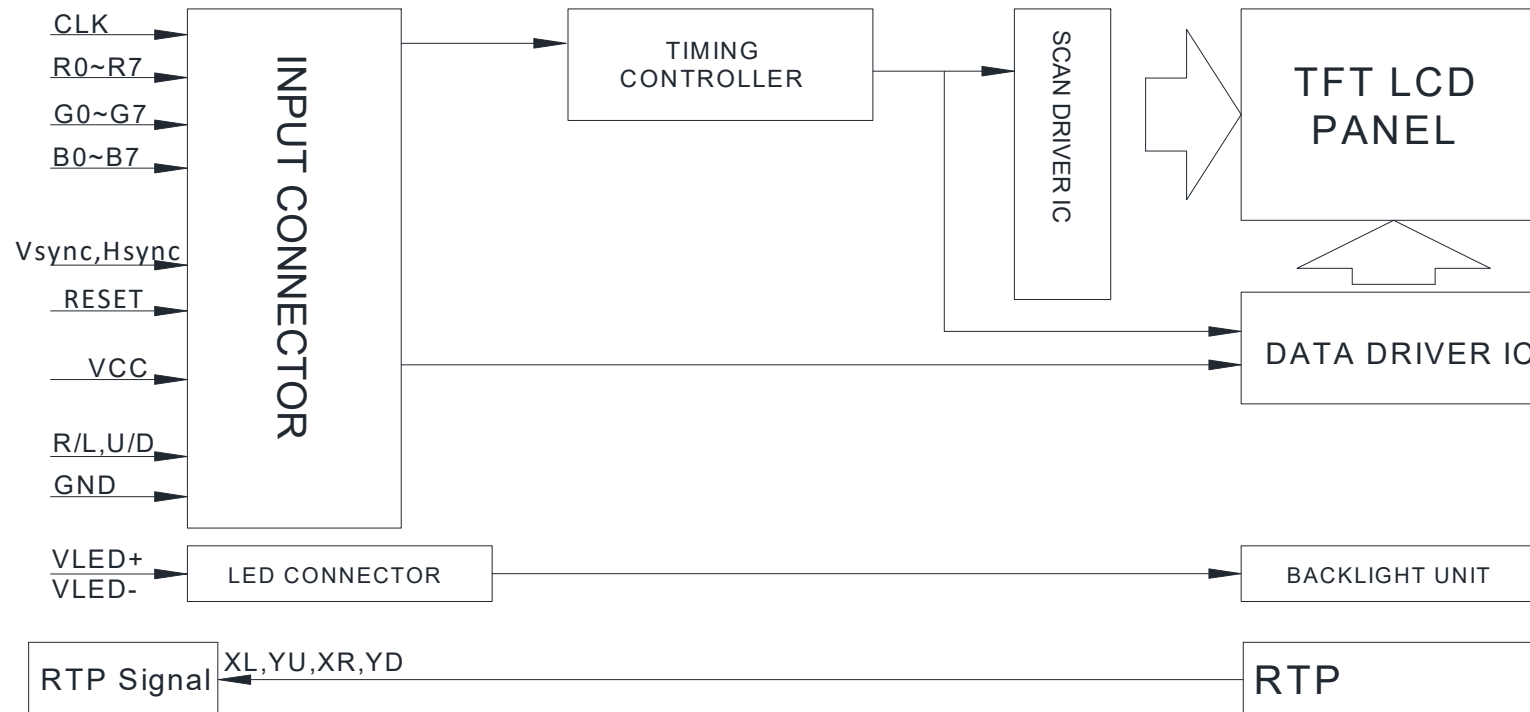 CLK
R0~R7
G0~G7
B0~B7
Vsync,Hsync
RESET
VCC
R/L,U/D
GND
INPUT CONNECTOR
TIMING
CONTROLLER
SCAN DRIVER IC
TFT LCD
PANEL
DATA DRIVER IC
VLED+
VLED-
LED CONNECTOR
BACKLIGHT UNIT
RTP Signal
XL,YU,XR,YD
RTP